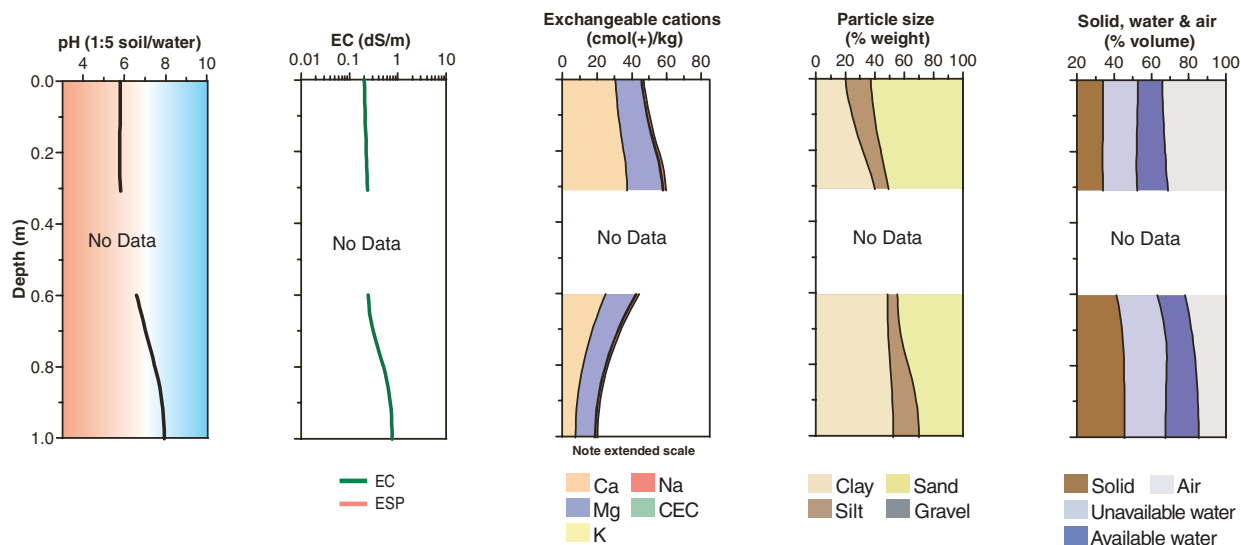 pH (1:5 soil/water)
4 6 8 10
Depth (m)
0.0
0.2
0.4
0.6
0.8
1.0
No Data
EC (dS/m)
0.01 0.1 1 10
No Data
EC
ESP
Exchangeable cations
(cmol(+)/kg)
0 20 40 60 80
No Data
Note extended scale
Ca Na
Mg CEC
K
Particle size
(% weight)
0 20 40 60 80 100
No Data
Clay Sand
Silt Gravel
Solid, water & air
(% volume)
20 40 60 80 100
No Data
Solid Air
Unavailable water
Available water